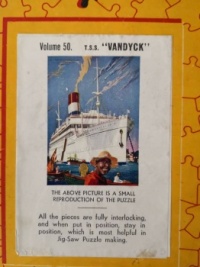 Volume 50. T.S.S. "VANDYCK"
THE ABOVE PICTURE IS A SMALL
REPRODUCTION OF THE PUZZLE
All the pieces are fully interlocking,
and when put in position, stay in
position, which is most helpful in
Jig-Saw Puzzle making.